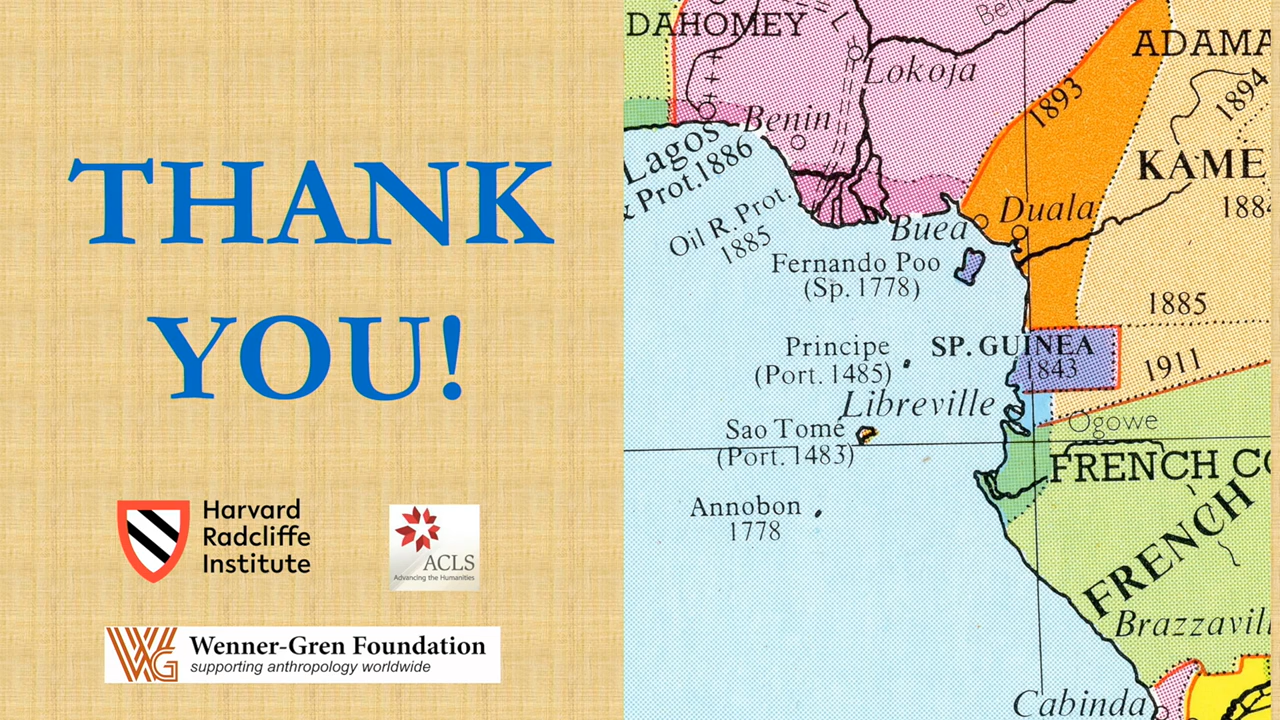 THANK
YOU!
Harvard
Radcliffe
Institute
ACLS
Advancing the Humanities
WG
Wenner-Gren Foundation
supporting anthropology worldwide
DAHOMEY
Lokoja
ADAMA
1893
1894
Benin
Lagos
& Prot. 1886
KAME
1884
Oil R. Prot.
1885
Duala
Buea
Fernando Poo
(Sp. 1778)
1885
Principe
(Port. 1485)
SP. GUINEA
1843
1911
Libreville
Ogowe
Sao Tomé
(Port. 1483)
FRENCH CO
Annobon
1778
FRENCH
Brazzavill
Cabinda